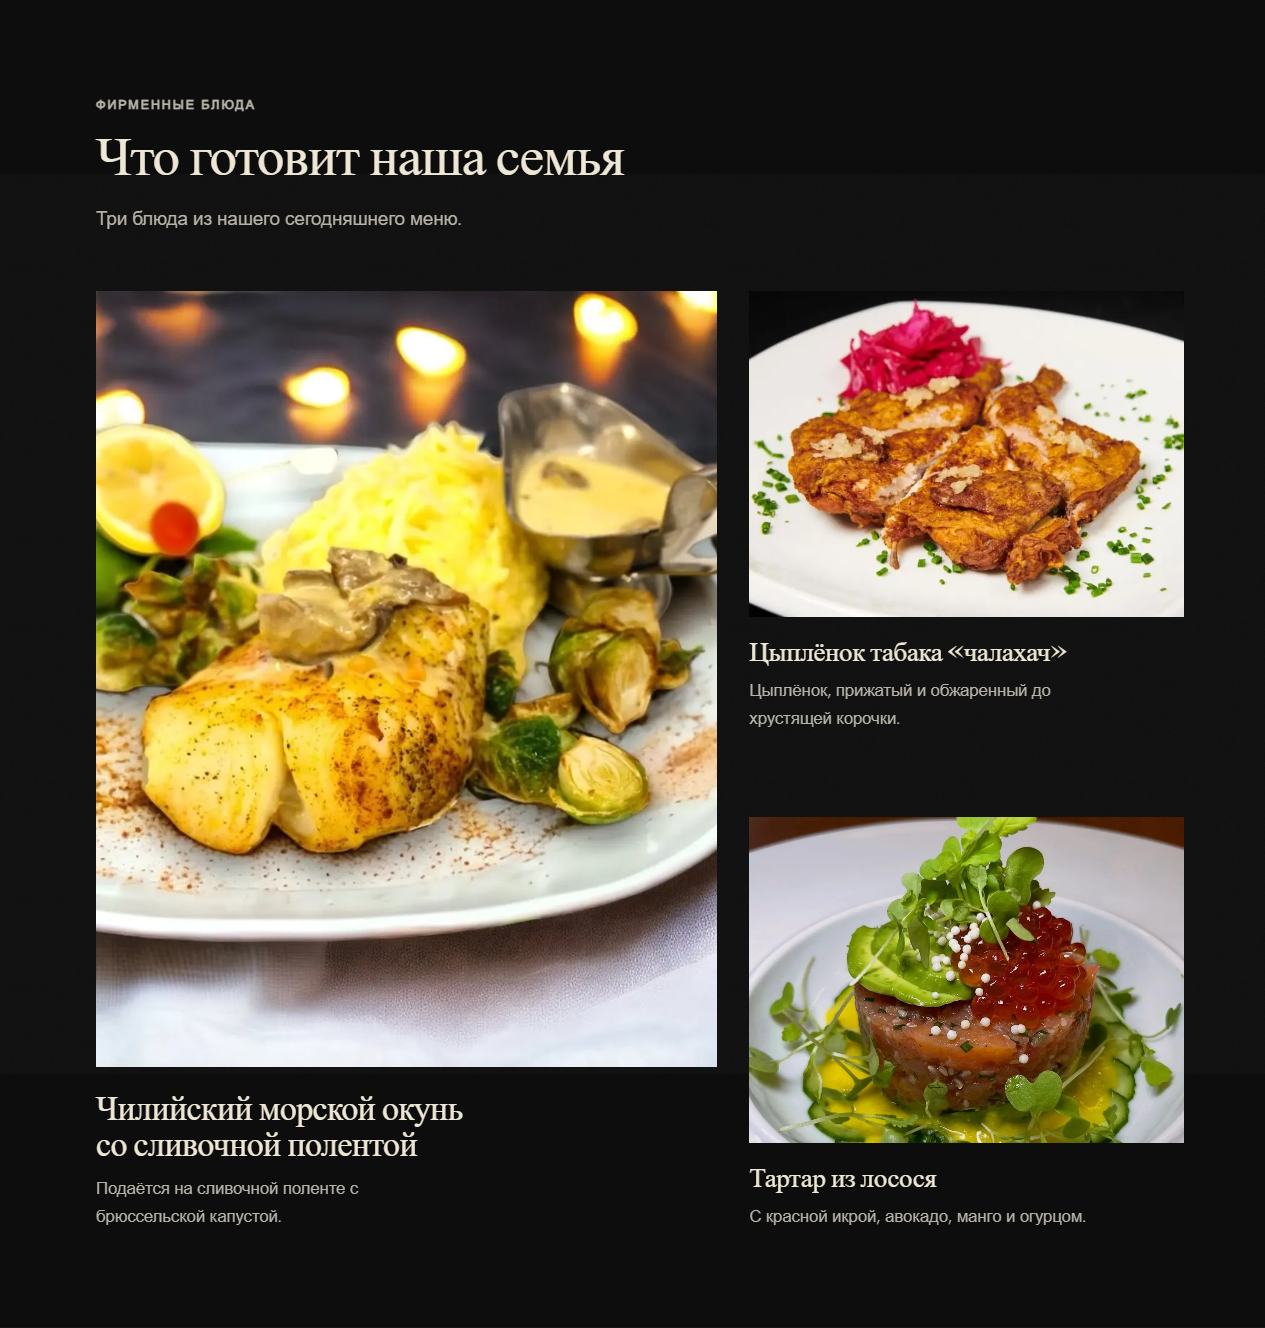 ФИРМЕННЫЕ БЛЮДА
Что готовит наша семья
Три блюда из нашего сегодняшнего меню.
Чилийский морской окунь
со сливочной полентой
Подаётся на сливочной поленте с
брюссельской капустой.
Цыплёнок табака «чалахач»
Цыплёнок, прижатый и обжаренный до
хрустящей корочки.
Тартар из лосося
С красной икрой, авокадо, манго и огурцом.